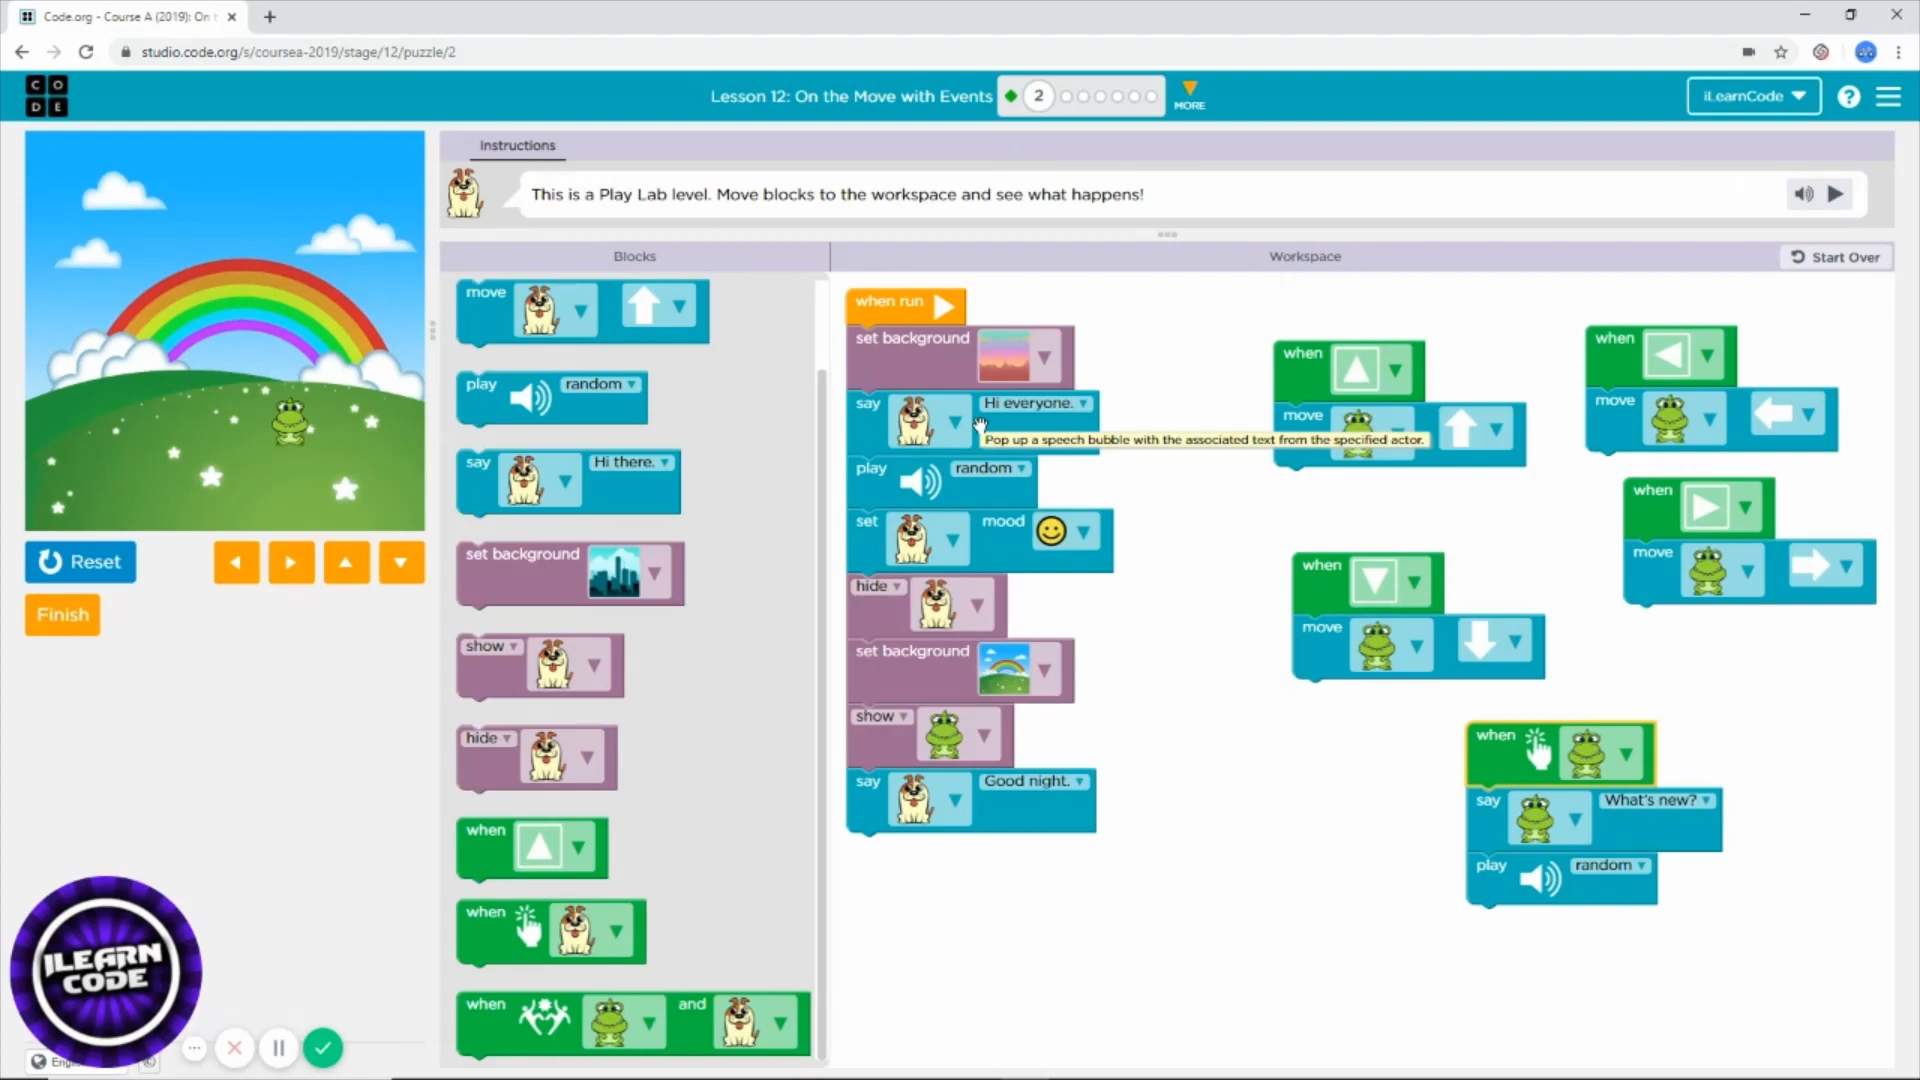 Code.org - Course A (2019): On t
studio.code.org/s/coursea-2019/stage/12/puzzle/2
CO
DE
Lesson 12: On the Move with Events
2
MORE
iLearnCode
?
Instructions
This is a Play Lab level. Move blocks to the workspace and see what happens!
Blocks
Workspace
Start Over
Reset
Finish
move
play random
say Hi there.
set background
show
hide
when
when
when and
when run
set background
say Hi everyone.
Pop up a speech bubble with the associated text from the specified actor.
play random
set mood
hide
set background
show
say Good night.
when
move
when
move
when
move
when
move
when
say What's new?
play random
ILEARN
CODE